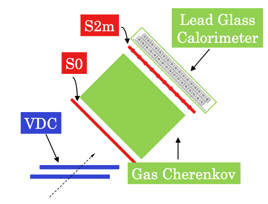 S2m
Lead Glass
Calorimeter
S0
VDC
Gas Cherenkov